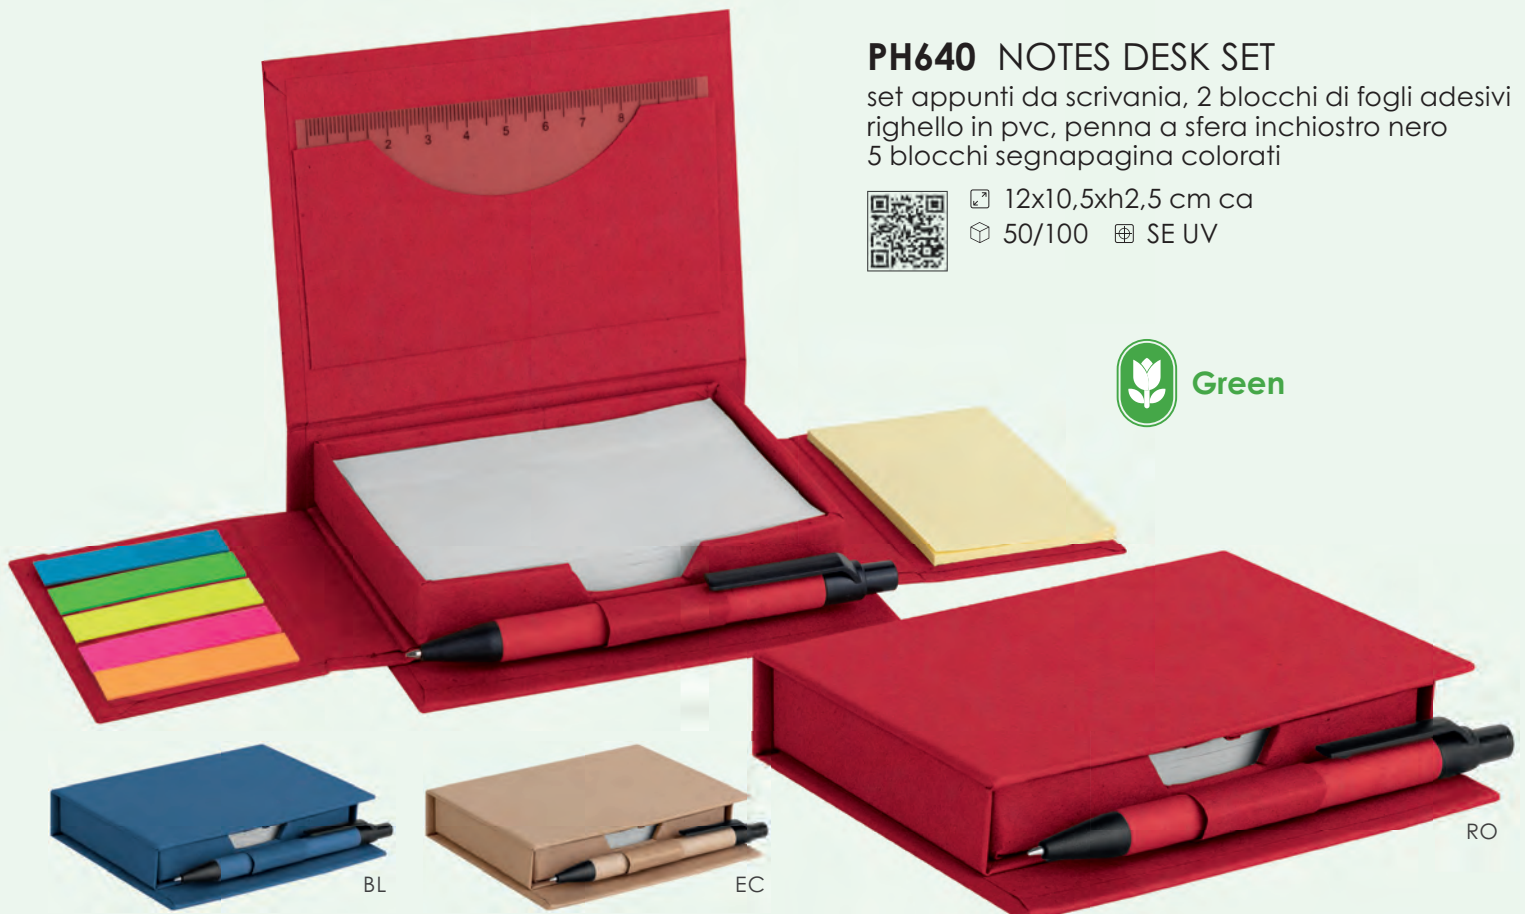 PH640 NOTES DESK SET
set appunti da scrivania, 2 blocchi di fogli adesivi
righello in pvc, penna a sfera inchiostro nero
5 blocchi segnapagina colorati
12x10,5xh2,5 cm ca
50/100 SE UV
2 3 4 5 6 7 8
Green
BL
EC
RO